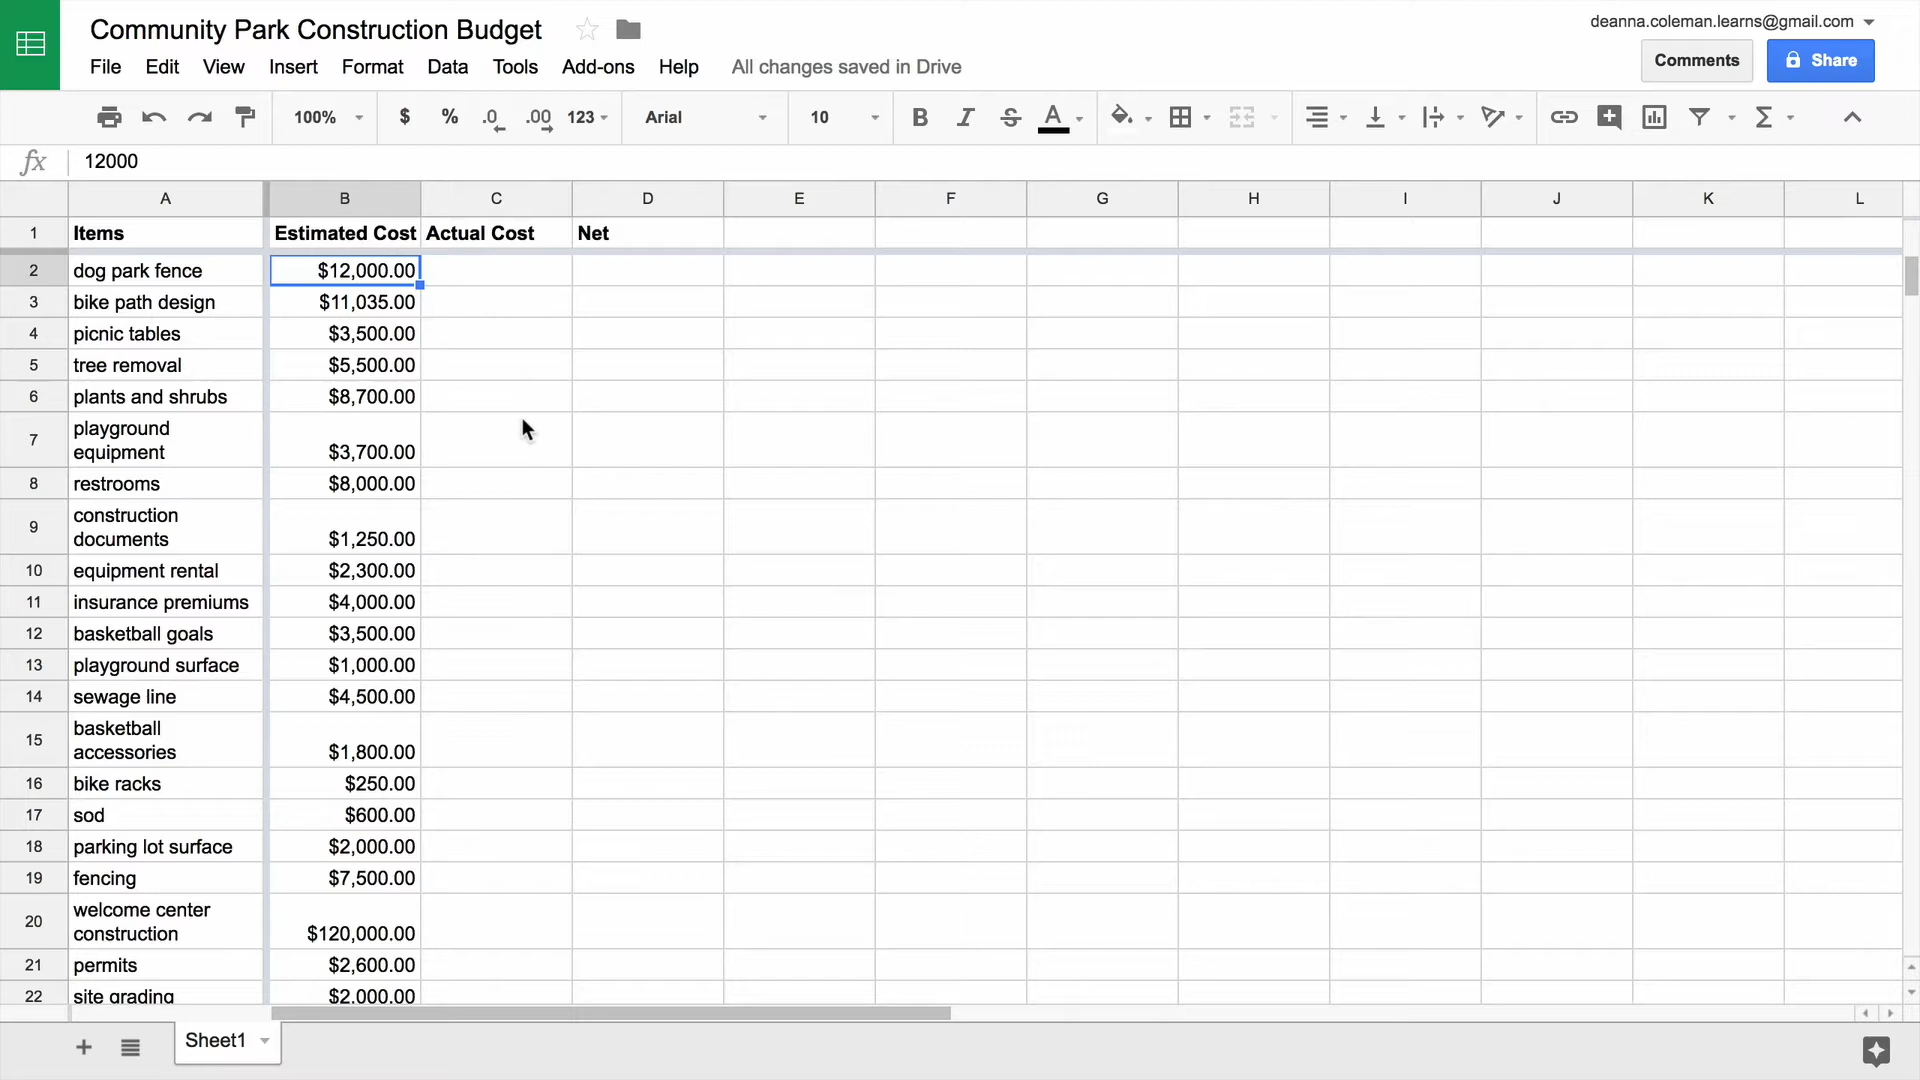 Community Park Construction Budget
deanna.coleman.learns@gmail.com
File Edit View Insert Format Data Tools Add-ons Help All changes saved in Drive
Comments Share
100% $ % .0 .00 123 Arial 10 B I S A Σ
fx 12000
A B C D E F G H I J K L
1 Items Estimated Cost Actual Cost Net
2 dog park fence $12,000.00
3 bike path design $11,035.00
4 picnic tables $3,500.00
5 tree removal $5,500.00
6 plants and shrubs $8,700.00
7 playground
equipment $3,700.00
8 restrooms $8,000.00
9 construction
documents $1,250.00
10 equipment rental $2,300.00
11 insurance premiums $4,000.00
12 basketball goals $3,500.00
13 playground surface $1,000.00
14 sewage line $4,500.00
15 basketball
accessories $1,800.00
16 bike racks $250.00
17 sod $600.00
18 parking lot surface $2,000.00
19 fencing $7,500.00
20 welcome center
construction $120,000.00
21 permits $2,600.00
22 site grading $2,000.00
+ Sheet1